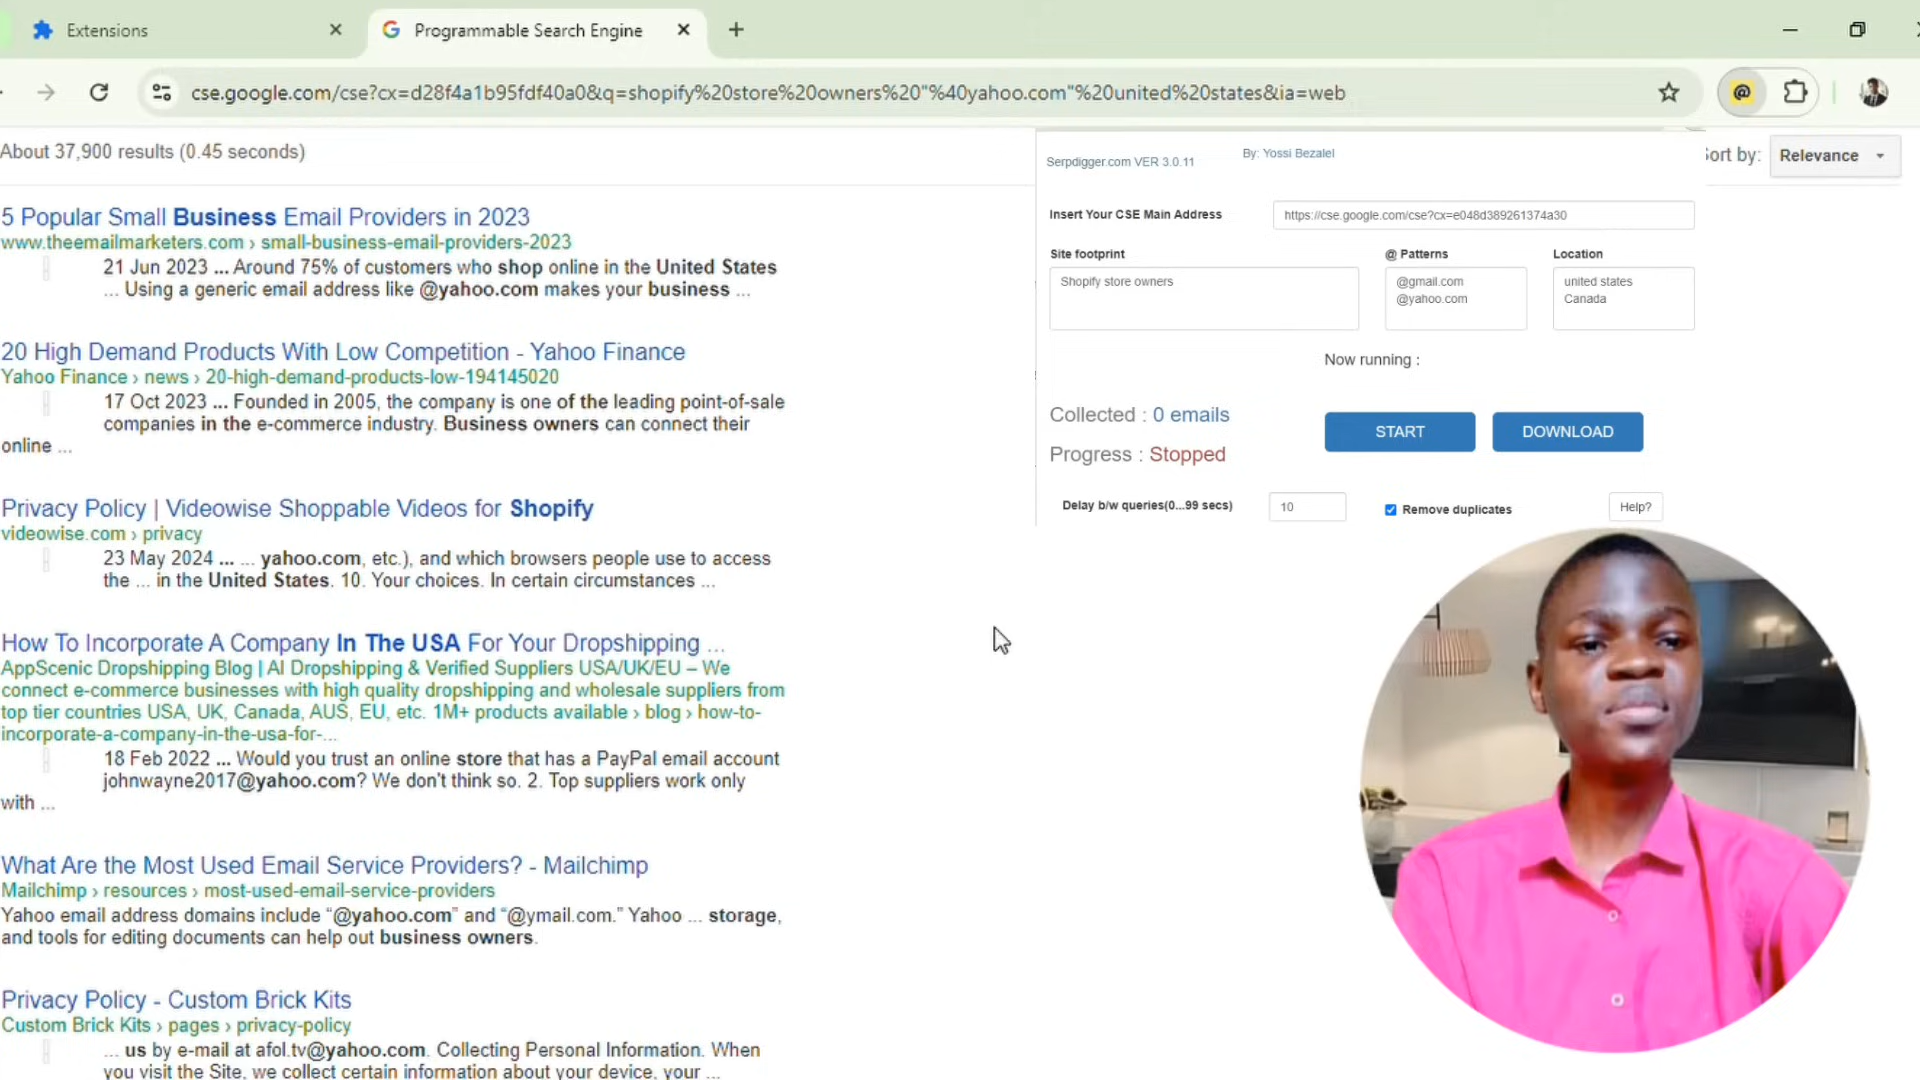 Extensions
Programmable Search Engine
cse.google.com/cse?cx=d28f4a1b95fdf40a0&q=shopify%20store%20owners%20"%40yahoo.com"%20united%20states&ia=web
About 37,900 results (0.45 seconds)
Sort by:
Relevance
5 Popular Small Business Email Providers in 2023
www.theemailmarketers.com › small-business-email-providers-2023
21 Jun 2023 ... Around 75% of customers who shop online in the United States
... Using a generic email address like @yahoo.com makes your business ...
20 High Demand Products With Low Competition - Yahoo Finance
Yahoo Finance › news › 20-high-demand-products-low-194145020
17 Oct 2023 ... Founded in 2005, the company is one of the leading point-of-sale
companies in the e-commerce industry. Business owners can connect their
online ...
Privacy Policy | Videowise Shoppable Videos for Shopify
videowise.com › privacy
23 May 2024 ... ... yahoo.com, etc.), and which browsers people use to access
the ... in the United States. 10. Your choices. In certain circumstances ...
How To Incorporate A Company In The USA For Your Dropshipping ...
AppScenic Dropshipping Blog | AI Dropshipping & Verified Suppliers USA/UK/EU – We
connect e-commerce businesses with high quality dropshipping and wholesale suppliers from
top tier countries USA, UK, Canada, AUS, EU, etc. 1M+ products available › blog › how-to-
incorporate-a-company-in-the-usa-for-...
18 Feb 2022 ... Would you trust an online store that has a PayPal email account
johnwayne2017@yahoo.com? We don't think so. 2. Top suppliers work only
with ...
What Are the Most Used Email Service Providers? - Mailchimp
Mailchimp › resources › most-used-email-service-providers
Yahoo email address domains include “@yahoo.com” and “@ymail.com.” Yahoo ... storage,
and tools for editing documents can help out business owners.
Privacy Policy - Custom Brick Kits
Custom Brick Kits › pages › privacy-policy
... us by e-mail at afol.tv@yahoo.com. Collecting Personal Information. When
you visit the Site, we collect certain information about your device, your ...
Serpdigger.com VER 3.0.11
By: Yossi Bezalel
Insert Your CSE Main Address
https://cse.google.com/cse?cx=e048d389261374a30
Site footprint
@ Patterns
Location
Shopify store owners
@gmail.com
@yahoo.com
united states
Canada
Now running :
Collected : 0 emails
START
DOWNLOAD
Progress : Stopped
Delay b/w queries(0...99 secs)
10
Remove duplicates
Help?